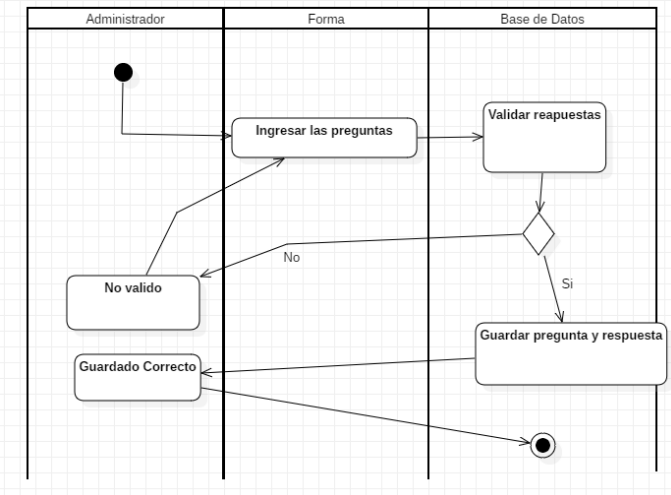 Administrador
Forma
Base de Datos
Ingresar las preguntas
Validar reapuestas
No
Si
No valido
Guardar pregunta y respuesta
Guardado Correcto